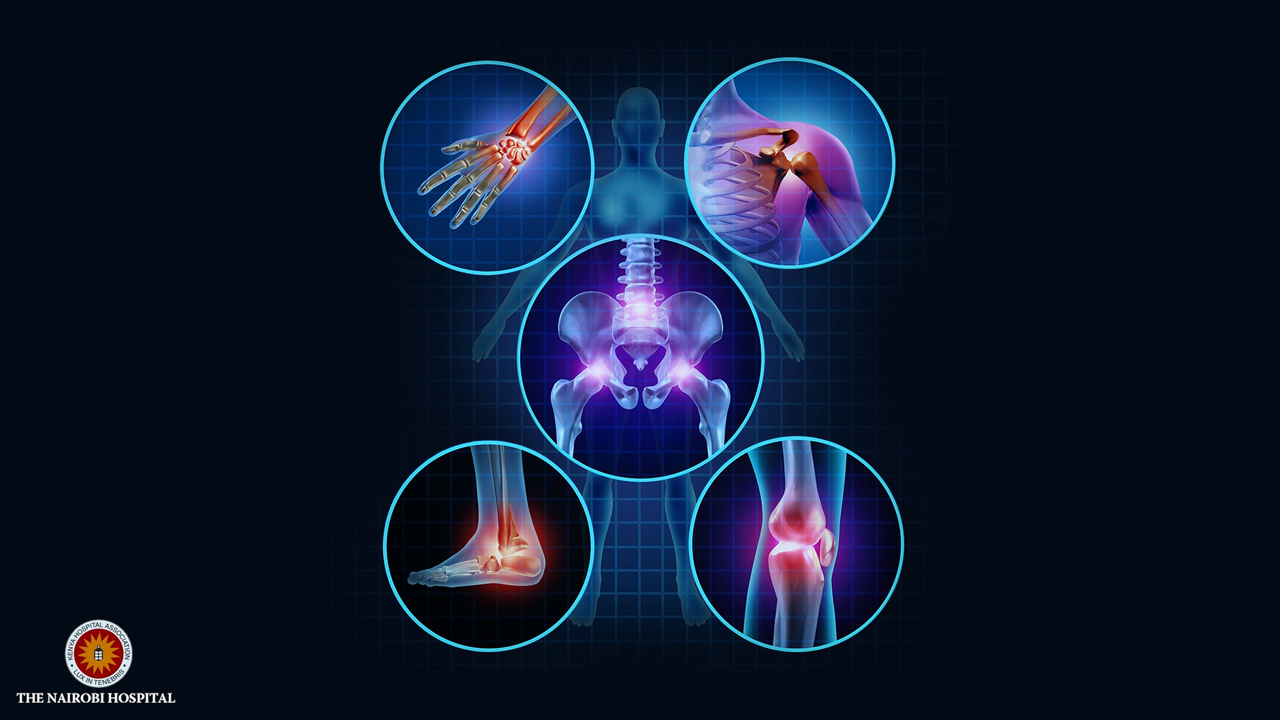 KENYA HOSPITAL ASSOCIATION
• LUX IN TENEBRIS •
THE NAIROBI HOSPITAL